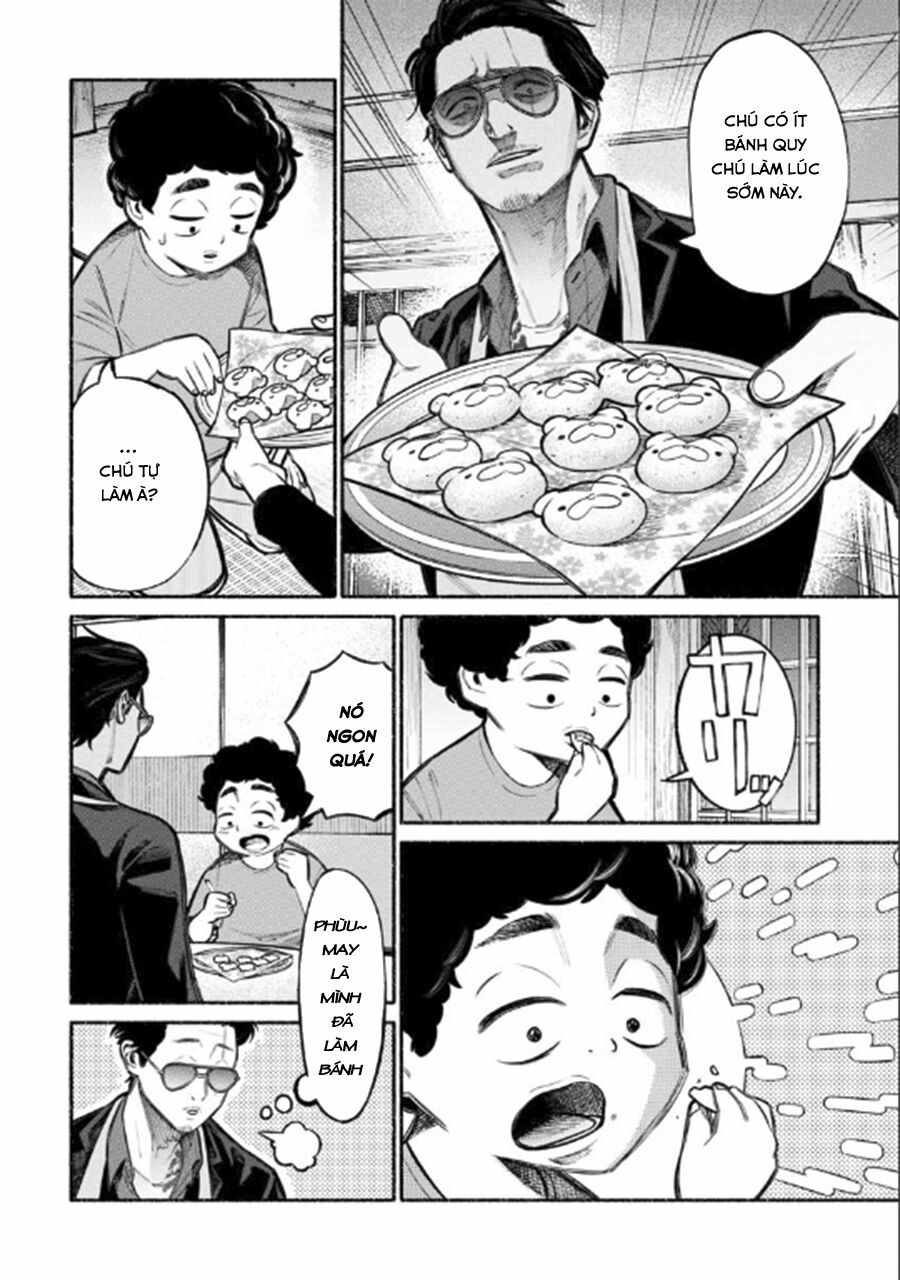 CHÚ CÓ ÍT
BÁNH QUY
CHÚ LÀM LÚC
SỚM NÀY.
...
CHÚ TỰ
LÀM À?
カリッ
NÓ
NGON
QUÁ!
PHÙU~
MAY
LÀ
MÌNH
ĐÃ
LÀM
BÁNH